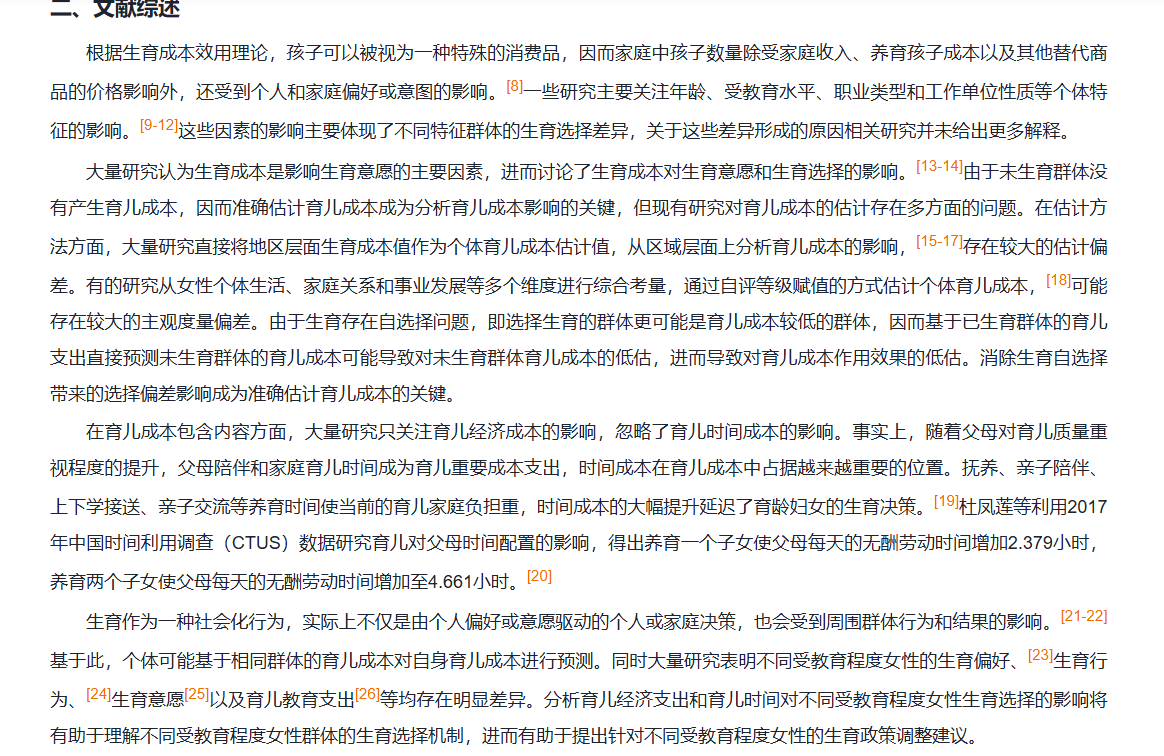 二、文献综述
根据生育成本效用理论，孩子可以被视为一种特殊的消费品，因而家庭中孩子数量除受家庭收入、养育孩子成本以及其他替代商
品的价格影响外，还受到个人和家庭偏好或意图的影响。[8]一些研究主要关注年龄、受教育水平、职业类型和工作单位性质等个体特
征的影响。[9-12]这些因素的影响主要体现了不同特征群体的生育选择差异，关于这些差异形成的原因相关研究并未给出更多解释。
大量研究认为生育成本是影响生育意愿的主要因素，进而讨论了生育成本对生育意愿和生育选择的影响。[13-14]由于未生育群体没
有产生育儿成本，因而准确估计育儿成本成为分析育儿成本影响的关键，但现有研究对育儿成本的估计存在多方面的问题。在估计方
法方面，大量研究直接将地区层面生育成本值作为个体育儿成本估计值，从区域层面上分析育儿成本的影响，[15-17]存在较大的估计偏
差。有的研究从女性个体生活、家庭关系和事业发展等多个维度进行综合考量，通过自评等级赋值的方式估计个体育儿成本，[18]可能
存在较大的主观度量偏差。由于生育存在自选择问题，即选择生育的群体更可能是育儿成本较低的群体，因而基于已生育群体的育儿
支出直接预测未生育群体的育儿成本可能导致对未生育群体育儿成本的低估，进而导致对育儿成本作用效果的低估。消除生育自选择
带来的选择偏差影响成为准确估计育儿成本的关键。
在育儿成本包含内容方面，大量研究只关注育儿经济成本的影响，忽略了育儿时间成本的影响。事实上，随着父母对育儿质量重
视程度的提升，父母陪伴和家庭育儿时间成为育儿重要成本支出，时间成本在育儿成本中占据越来越重要的位置。抚养、亲子陪伴、
上下学接送、亲子交流等养育时间使当前的育儿家庭负担重，时间成本的大幅提升延迟了育龄妇女的生育决策。[19]杜凤莲等利用2017
年中国时间利用调查（CTUS）数据研究育儿对父母时间配置的影响，得出养育一个子女使父母每天的无酬劳动时间增加2.379小时，
养育两个子女使父母每天的无酬劳动时间增加至4.661小时。[20]
生育作为一种社会化行为，实际上不仅是由个人偏好或意愿驱动的个人或家庭决策，也会受到周围群体行为和结果的影响。[21-22]
基于此，个体可能基于相同群体的育儿成本对自身育儿成本进行预测。同时大量研究表明不同受教育程度女性的生育偏好、[23]生育行
为、[24]生育意愿[25]以及育儿教育支出[26]等均存在明显差异。分析育儿经济支出和育儿时间对不同受教育程度女性生育选择的影响将
有助于理解不同受教育程度女性群体的生育选择机制，进而有助于提出针对不同受教育程度女性的生育政策调整建议。